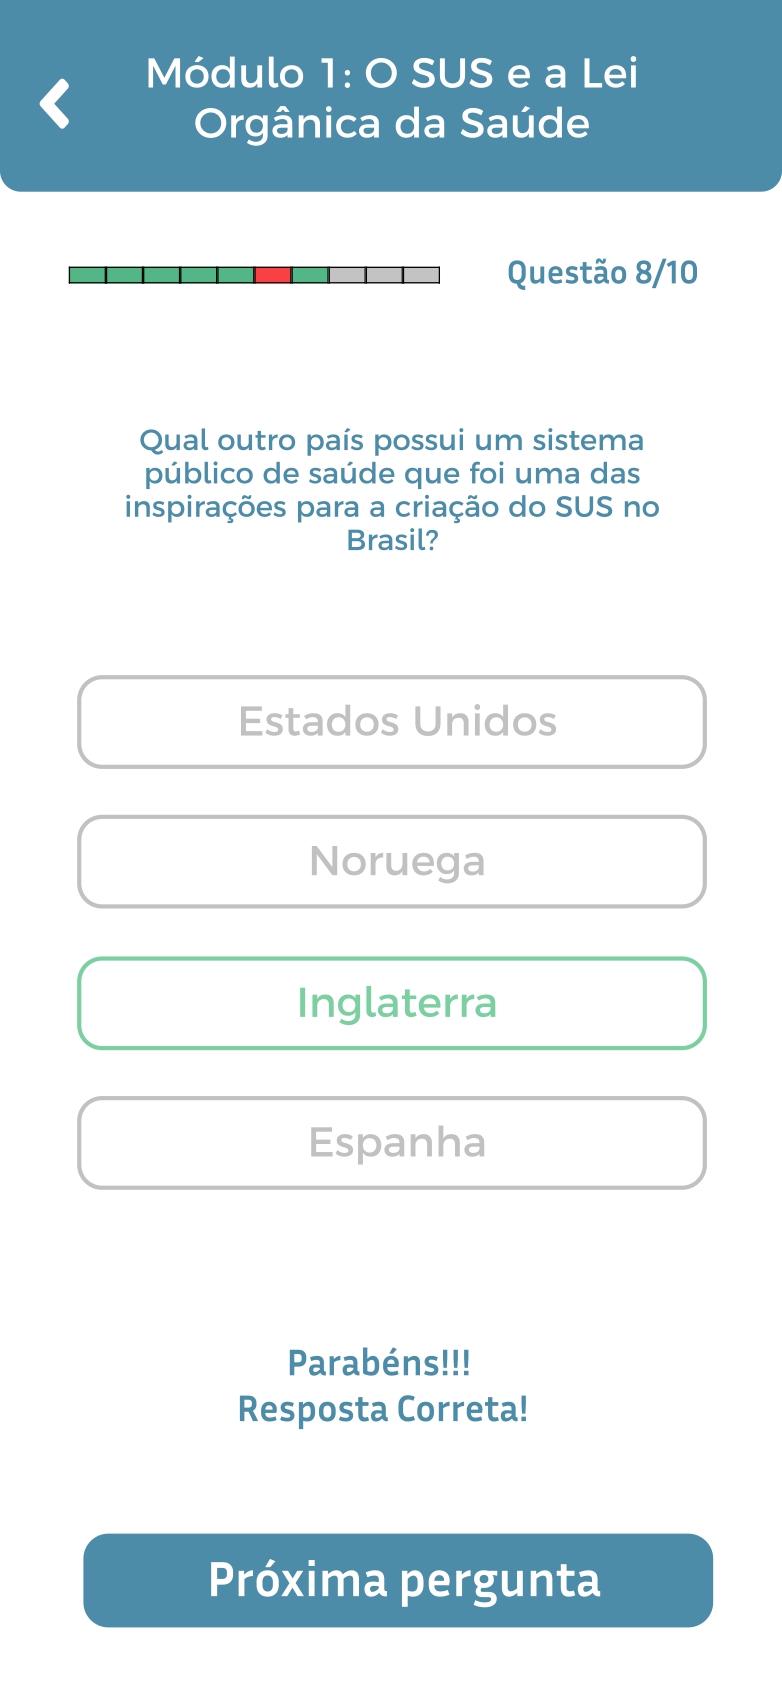 Módulo 1: O SUS e a Lei
Orgânica da Saúde
Questão 8/10
Qual outro país possui um sistema
público de saúde que foi uma das
inspirações para a criação do SUS no
Brasil?
Estados Unidos
Noruega
Inglaterra
Espanha
Parabéns!!!
Resposta Correta!
Próxima pergunta